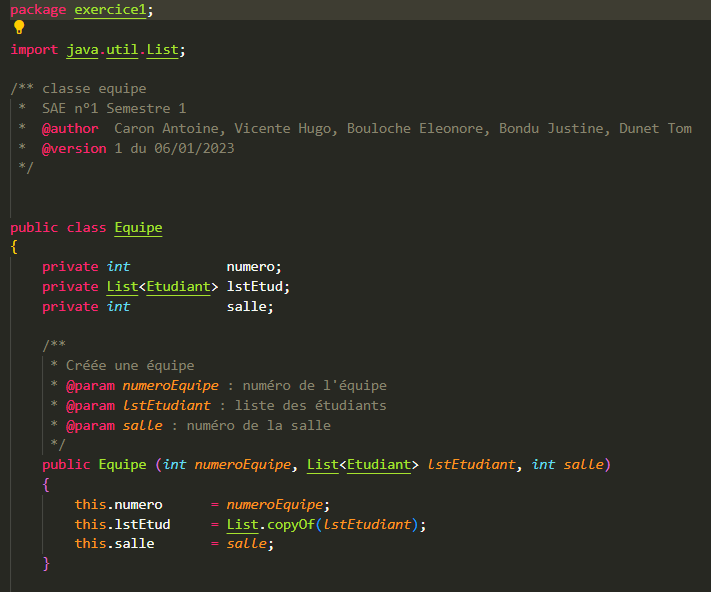 package exercice1;
import java.util.List;
/** classe equipe
 *  SAE n°1 Semestre 1
 *  @author  Caron Antoine, Vicente Hugo, Bouloche Eleonore, Bondu Justine, Dunet Tom
 *  @version 1 du 06/01/2023
 */
public class Equipe
{
    private int            numero;
    private List<Etudiant> lstEtud;
    private int            salle;
    /**
     * Créée une équipe
     * @param numeroEquipe : numéro de l'équipe
     * @param lstEtudiant : liste des étudiants
     * @param salle : numéro de la salle
     */
    public Equipe (int numeroEquipe, List<Etudiant> lstEtudiant, int salle)
    {
        this.numero      = numeroEquipe;
        this.lstEtud     = List.copyOf(lstEtudiant);
        this.salle       = salle;
    }